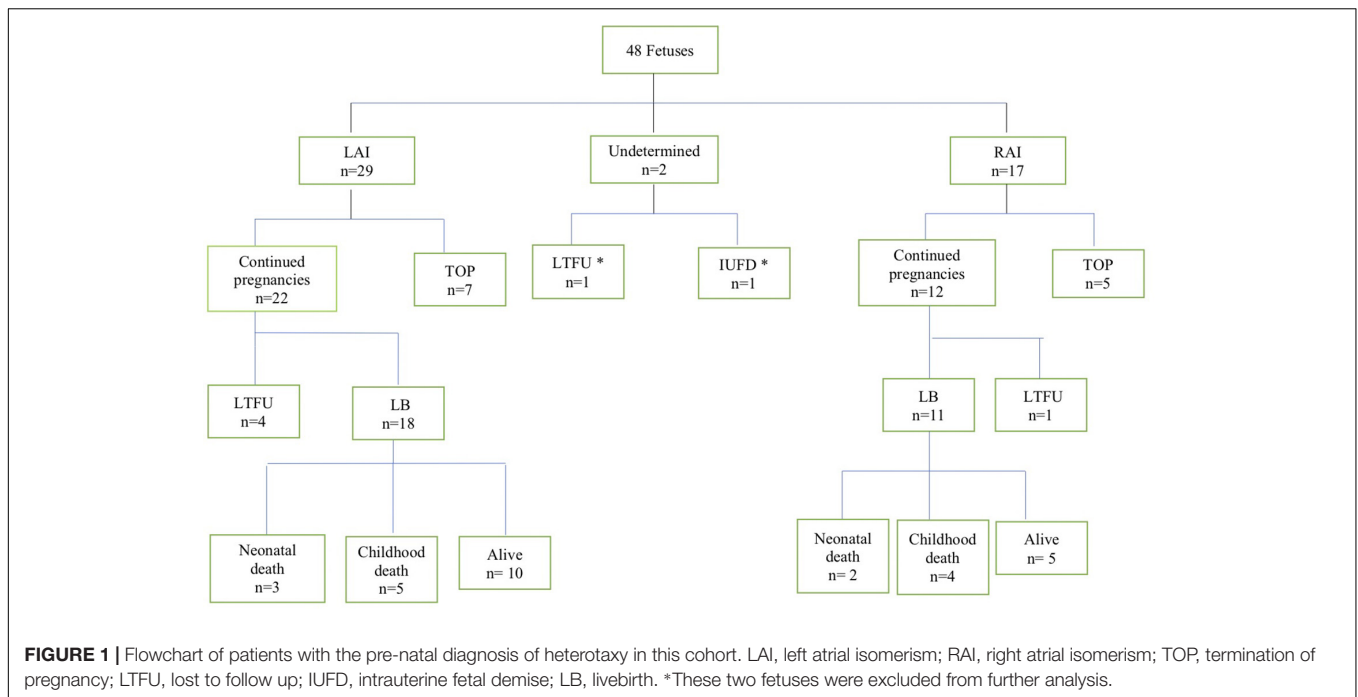 48 Fetuses
LAI
n=29
Undetermined
n=2
RAI
n=17
Continued
pregnancies
n=22
TOP
n=7
LTFU *
n=1
IUFD *
n=1
Continued
pregnancies
n=12
TOP
n=5
LTFU
n=4
LB
n=18
LB
n=11
LTFU
n=1
Neonatal
death
n=3
Childhood
death
n=5
Alive
n= 10
Neonatal
death
n= 2
Childhood
death
n=4
Alive
n= 5
FIGURE 1 | Flowchart of patients with the pre-natal diagnosis of heterotaxy in this cohort. LAI, left atrial isomerism; RAI, right atrial isomerism; TOP, termination of
pregnancy; LTFU, lost to follow up; IUFD, intrauterine fetal demise; LB, livebirth. *These two fetuses were excluded from further analysis.